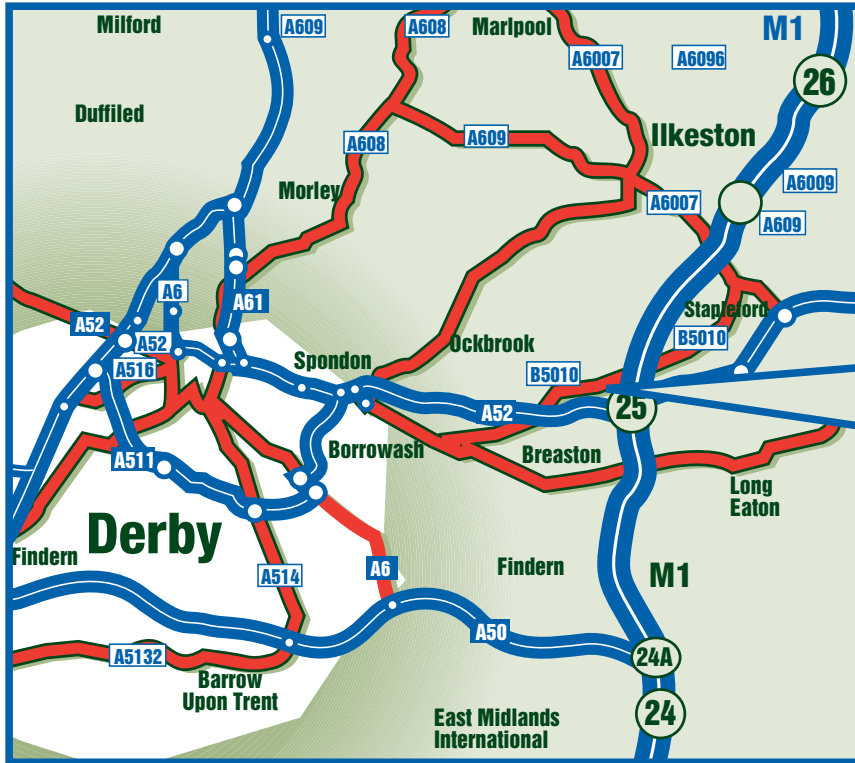 Milford
A609
A608
Marlpool
M1
A6007
A6096
26
Duffiled
A608
A609
Ilkeston
Morley
A6009
A6007
A609
A6
A61
Stapleford
A52
A52
Ockbrook
B5010
Spondon
A516
B5010
25
A52
Borrowash
Breaston
A511
Long
Eaton
Derby
Findern
A514
A6
Findern
M1
A50
A5132
24A
Barrow
Upon Trent
24
East Midlands
International